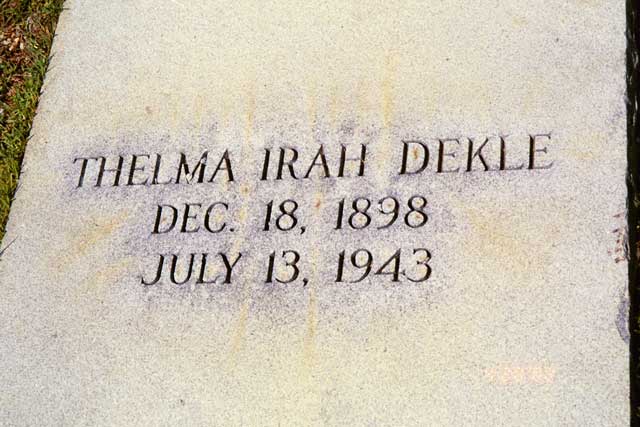 THELMA IRAH DEKLE
DEC. 18, 1898
JULY 13, 1943